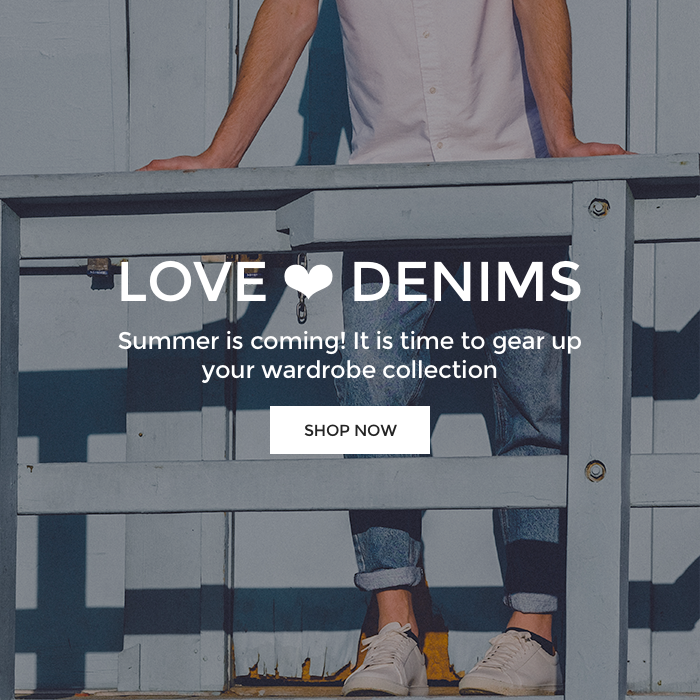 LOVE ❤ DENIMS
Summer is coming! It is time to gear up
your wardrobe collection
SHOP NOW